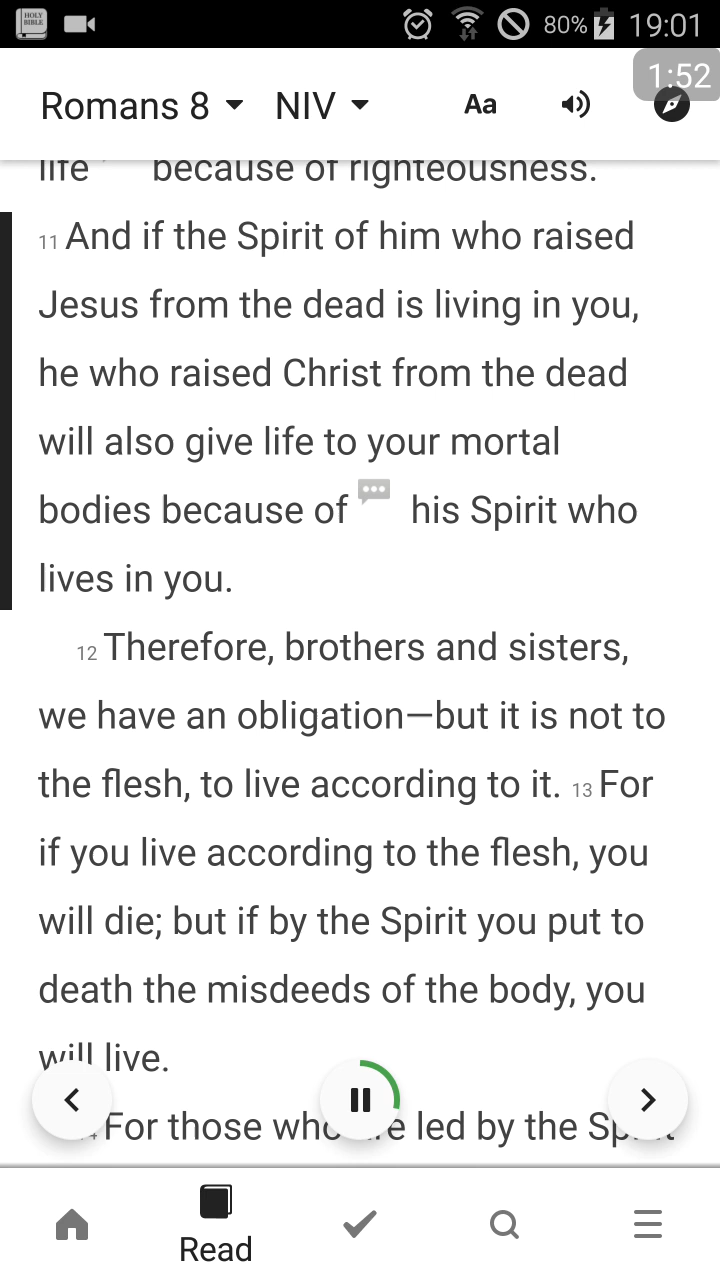 HOLY
BIBLE
80%
19:01
1:52
Romans 8
NIV
Aa
life because of righteousness.
11 And if the Spirit of him who raised
Jesus from the dead is living in you,
he who raised Christ from the dead
will also give life to your mortal
bodies because of his Spirit who
lives in you.
12 Therefore, brothers and sisters,
we have an obligation—but it is not to
the flesh, to live according to it. 13 For
if you live according to the flesh, you
will die; but if by the Spirit you put to
death the misdeeds of the body, you
will live.
For those who led by the
Read